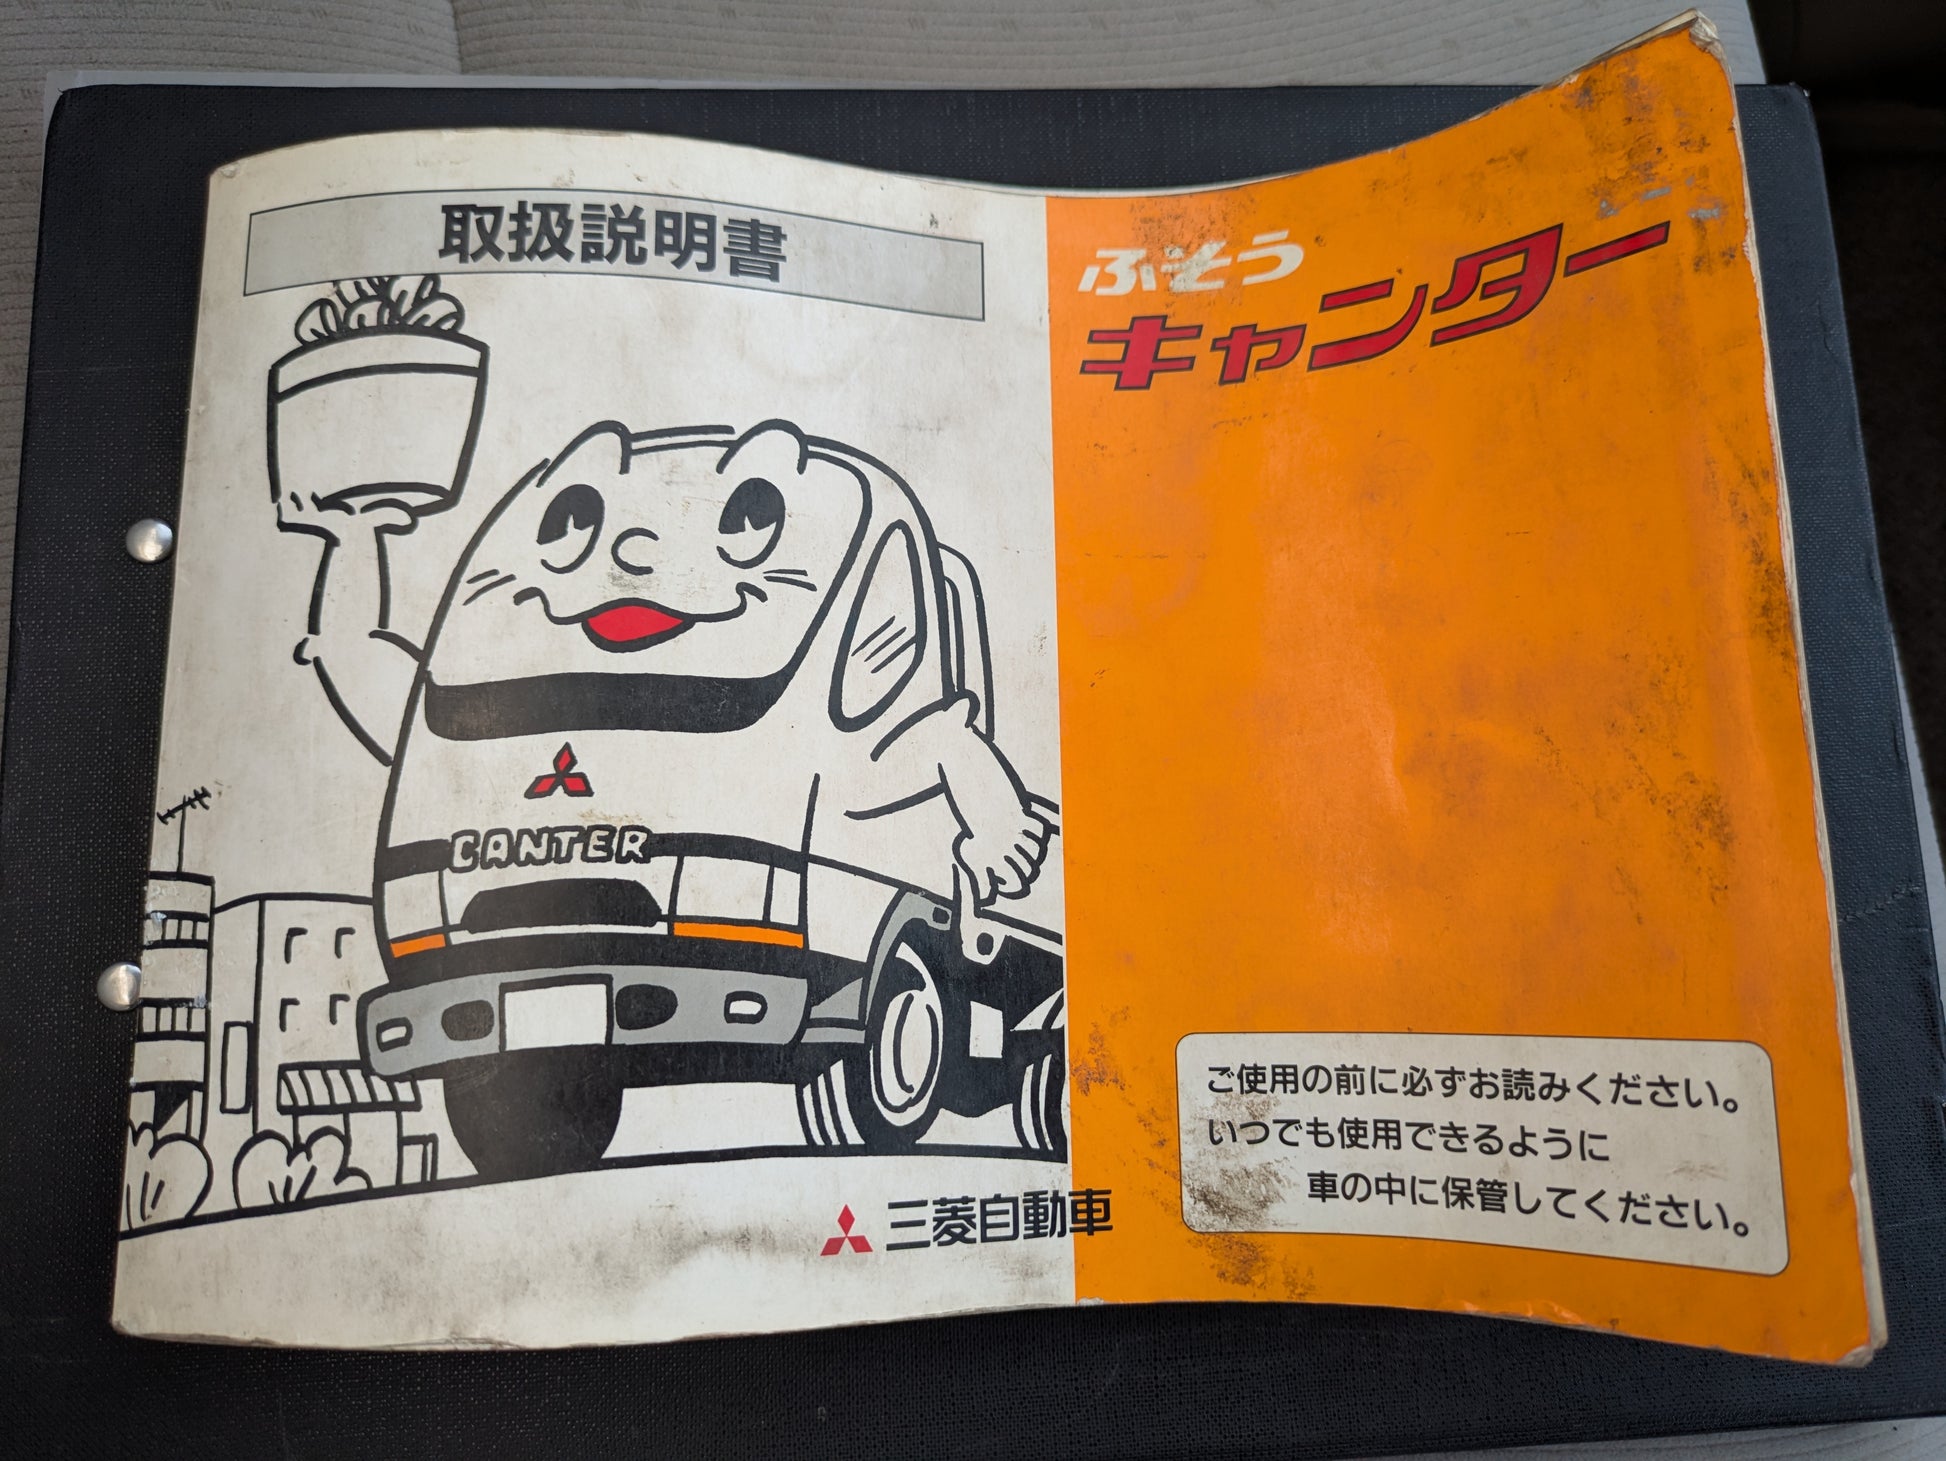 取扱説明書
CANTER
三菱自動車
ふそう
キャンター
ご使用の前に必ずお読みください。
いつでも使用できるように
車の中に保管してください。